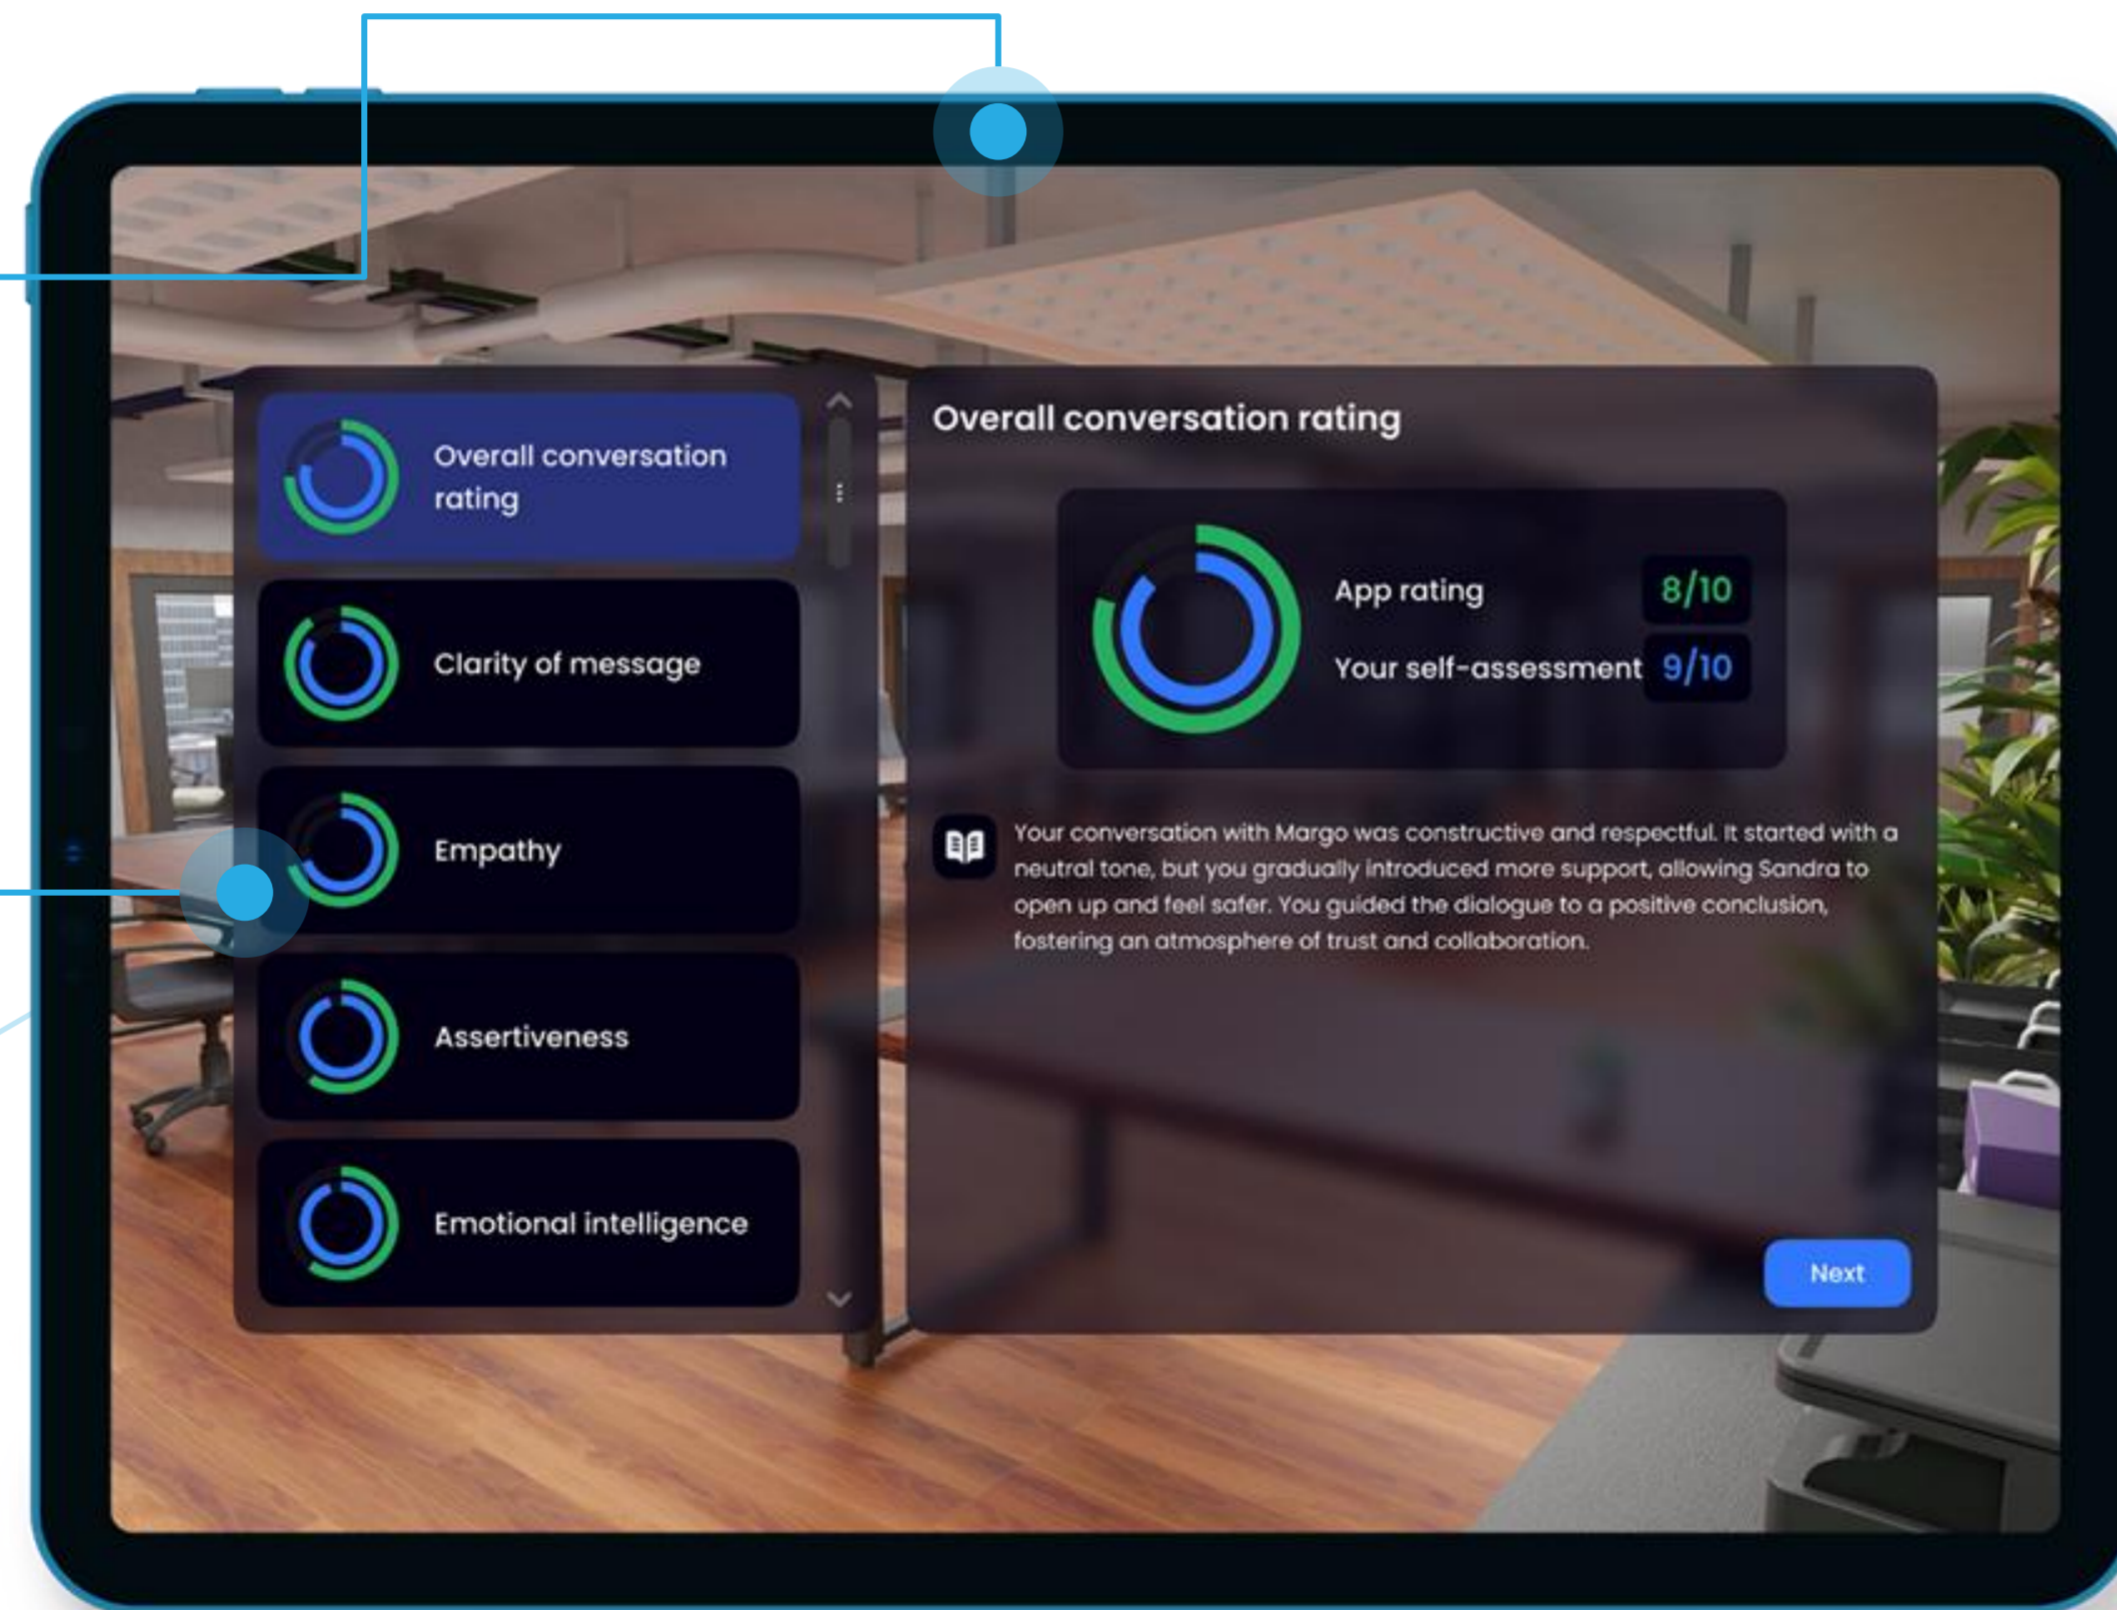 Overall conversation
rating
Clarity of message
Empathy
Assertiveness
Emotional intelligence
Overall conversation rating
App rating 8/10
Your self-assessment 9/10
Your conversation with Margo was constructive and respectful. It started with a
neutral tone, but you gradually introduced more support, allowing Sandra to
open up and feel safer. You guided the dialogue to a positive conclusion,
fostering an atmosphere of trust and collaboration.
Next